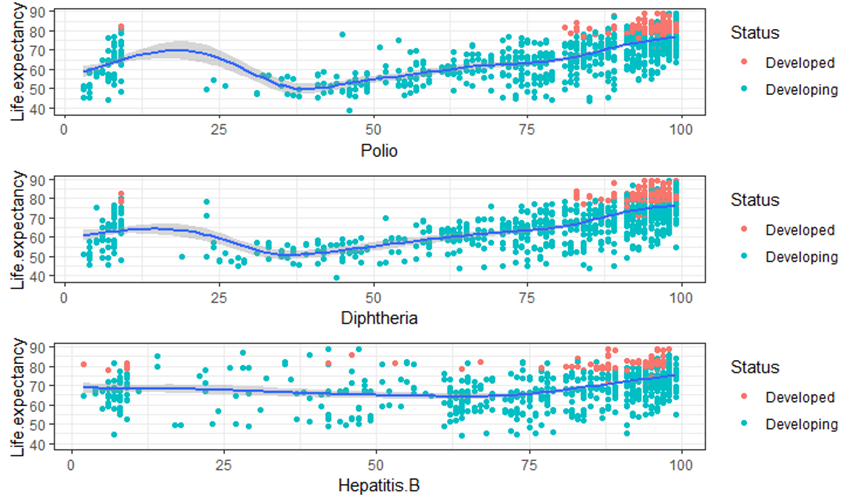 90
80
70
60
50
40
Life.expectancy
0 25 50 75 100
Polio
Status
Developed
Developing
90
80
70
60
50
40
Life.expectancy
0 25 50 75 100
Diphtheria
Status
Developed
Developing
90
80
70
60
50
40
Life.expectancy
0 25 50 75 100
Hepatitis.B
Status
Developed
Developing